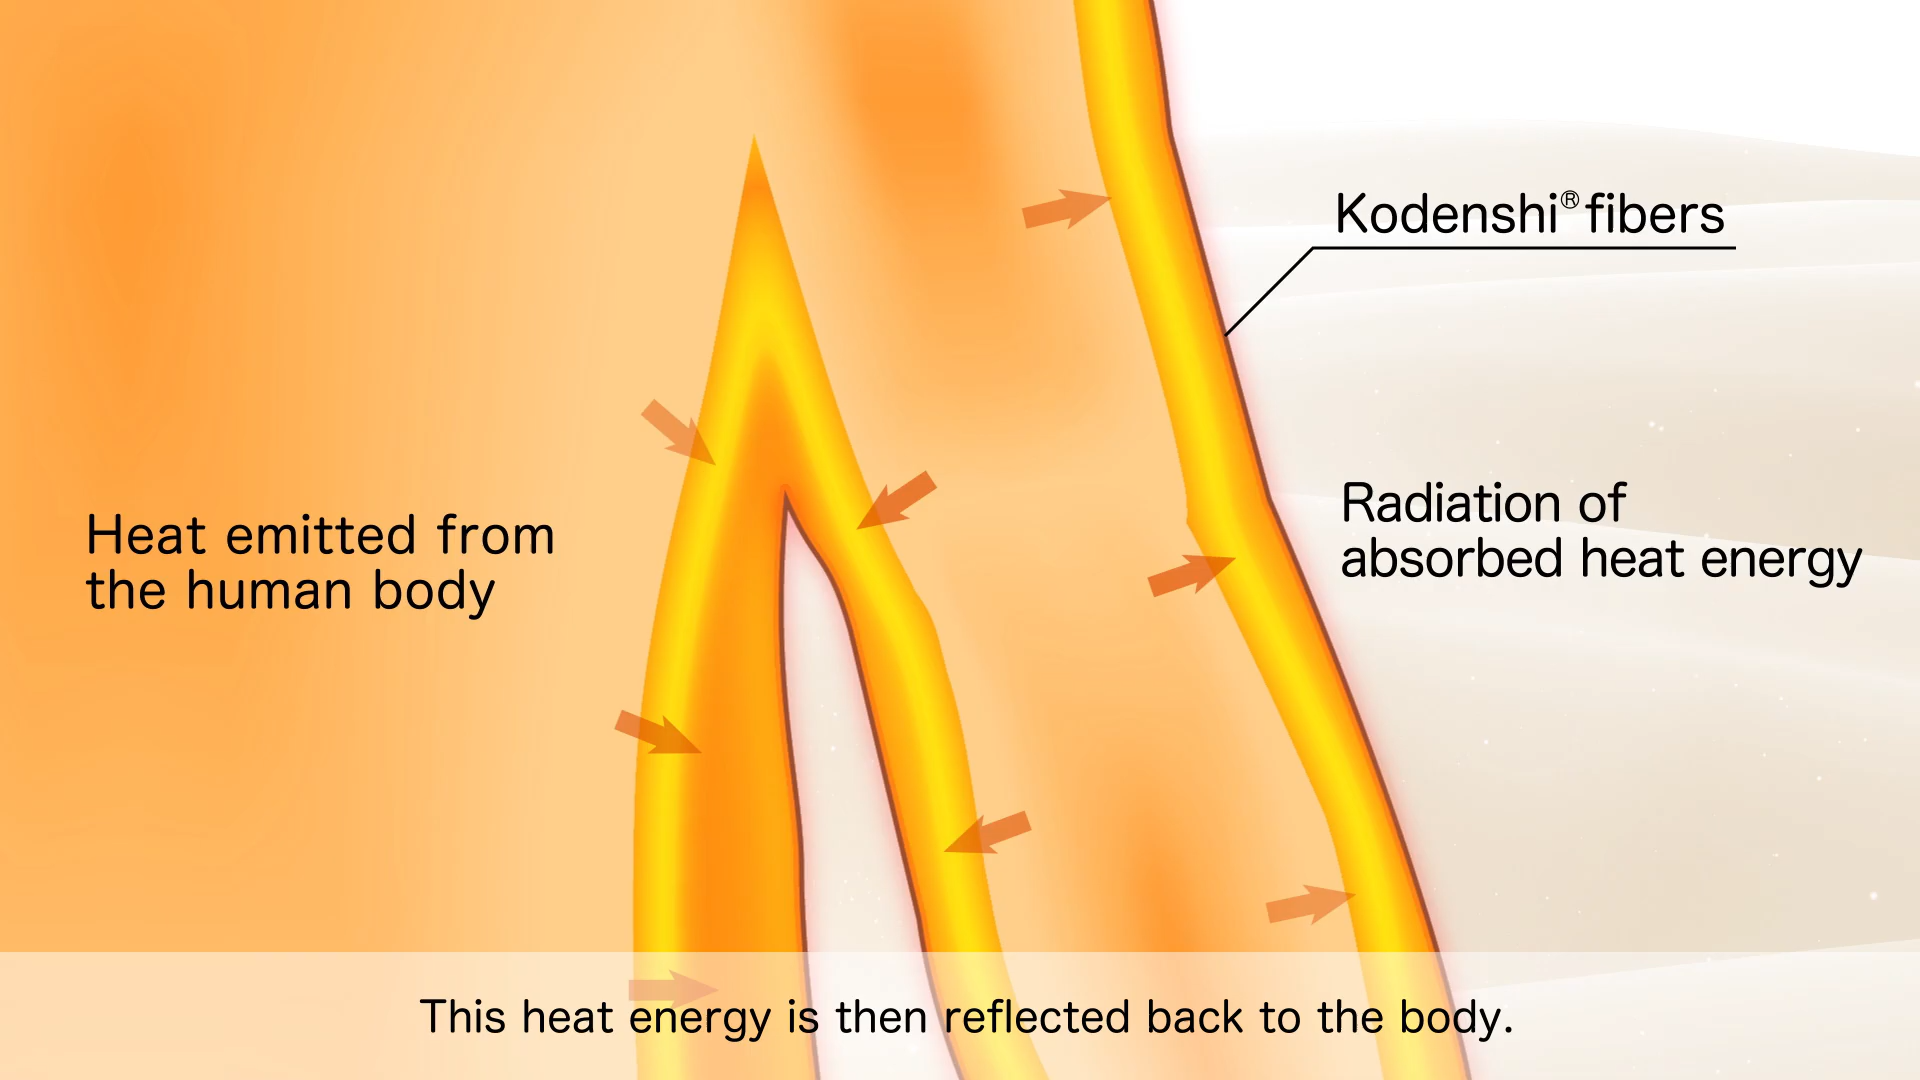 Kodenshi® fibers
Heat emitted from
the human body
Radiation of
absorbed heat energy
This heat energy is then reflected back to the body.